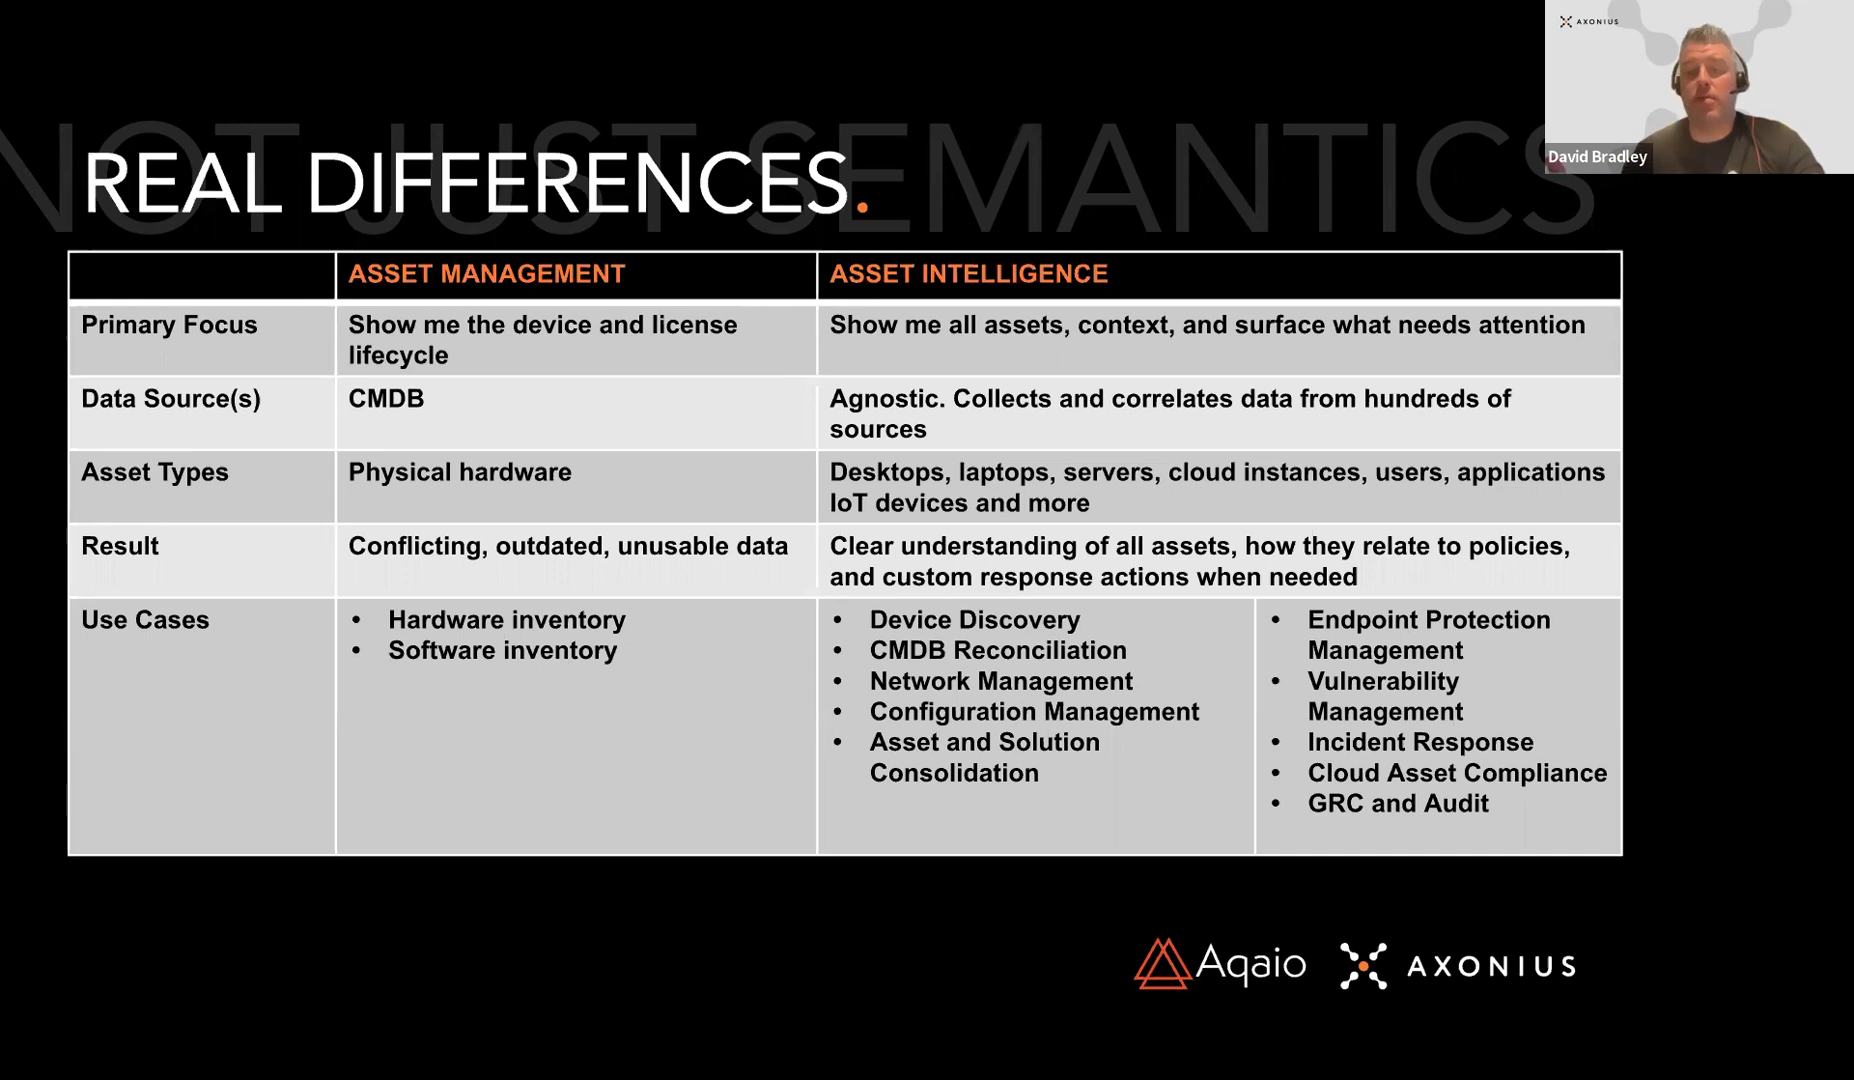 AXONIUS
David Bradley
NOT JUST SEMANTICS
REAL DIFFERENCES.
ASSET MANAGEMENT
ASSET INTELLIGENCE
Primary Focus
Show me the device and license
lifecycle
Show me all assets, context, and surface what needs attention
Data Source(s)
CMDB
Agnostic. Collects and correlates data from hundreds of
sources
Asset Types
Physical hardware
Desktops, laptops, servers, cloud instances, users, applications
IoT devices and more
Result
Conflicting, outdated, unusable data
Clear understanding of all assets, how they relate to policies,
and custom response actions when needed
Use Cases
• Hardware inventory
• Software inventory
• Device Discovery
• CMDB Reconciliation
• Network Management
• Configuration Management
• Asset and Solution
Consolidation
• Endpoint Protection
Management
• Vulnerability
Management
• Incident Response
• Cloud Asset Compliance
• GRC and Audit
Aqaio
AXONIUS